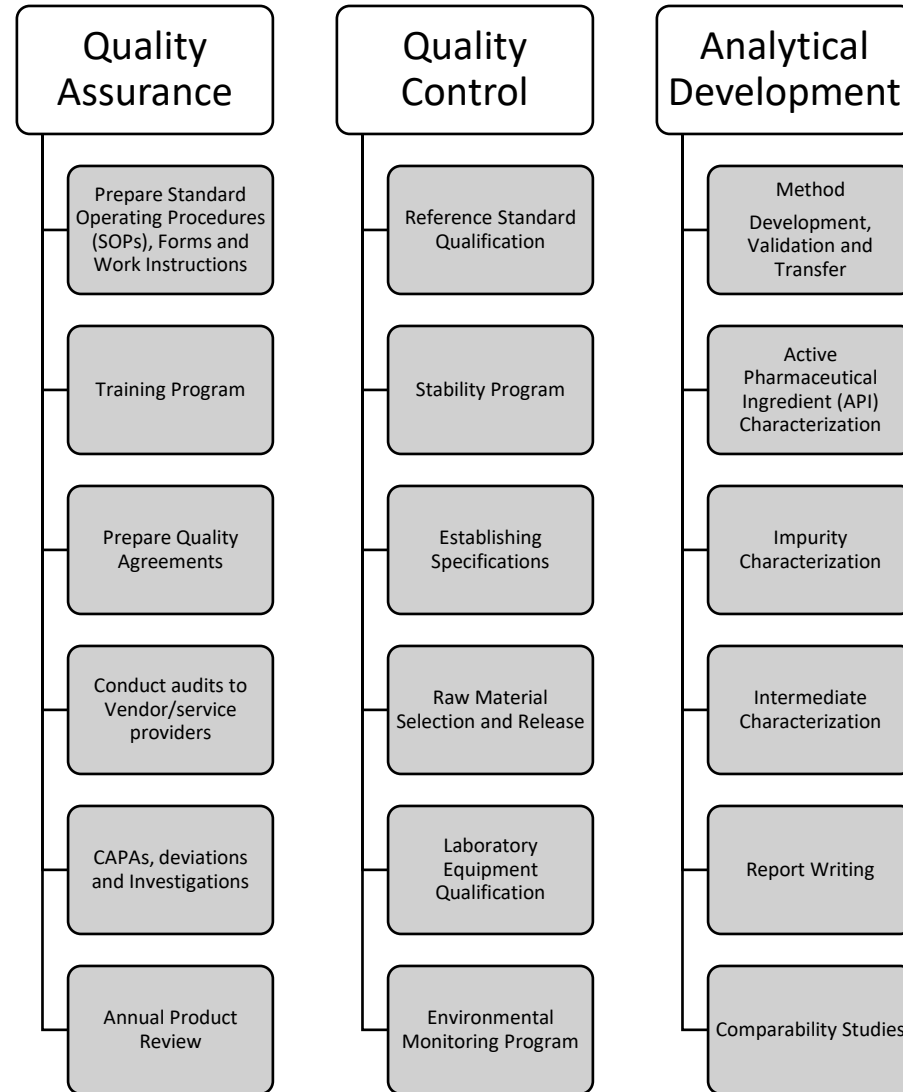 Quality
Assurance
Prepare Standard
Operating Procedures
(SOPs), Forms and
Work Instructions
Training Program
Prepare Quality
Agreements
Conduct audits to
Vendor/service
providers
CAPAs, deviations
and Investigations
Annual Product
Review
Quality
Control
Reference Standard
Qualification
Stability Program
Establishing
Specifications
Raw Material
Selection and Release
Laboratory
Equipment
Qualification
Environmental
Monitoring Program
Analytical
Development
Method
Development,
Validation and
Transfer
Active
Pharmaceutical
Ingredient (API)
Characterization
Impurity
Characterization
Intermediate
Characterization
Report Writing
Comparability Studies